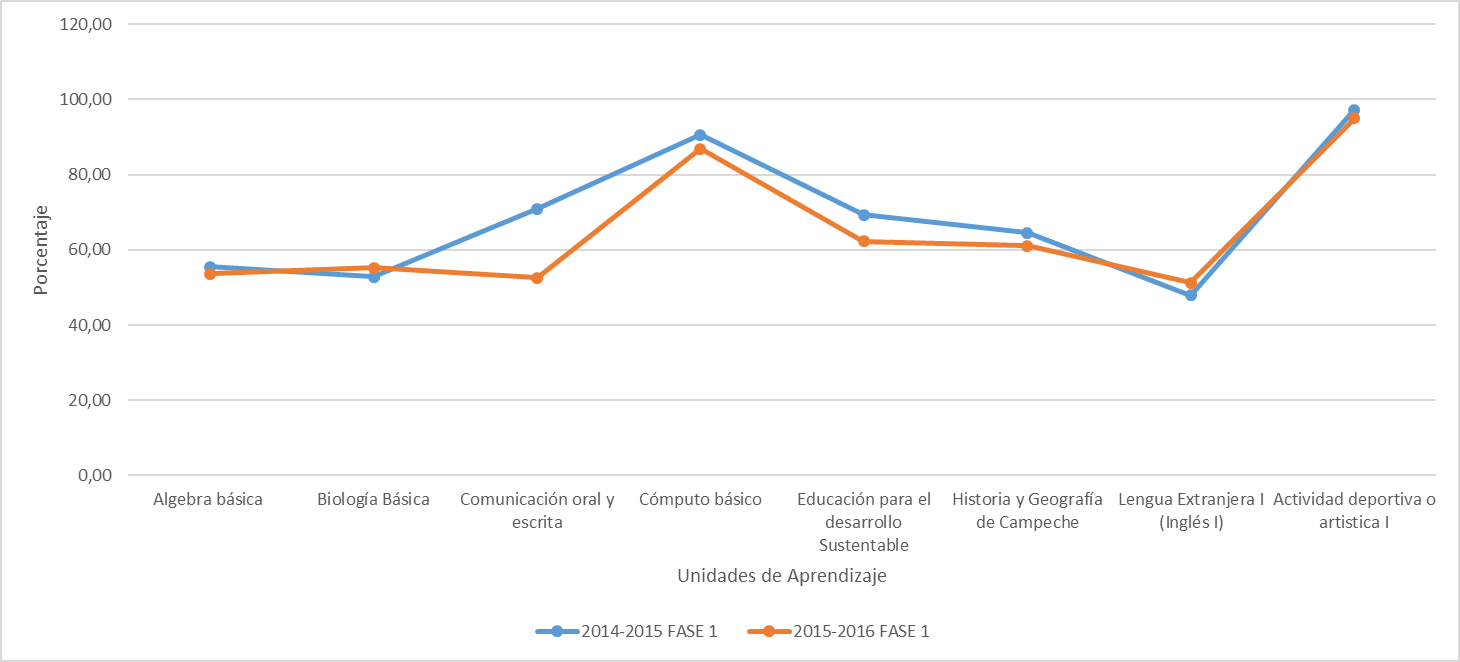 120,00
100,00
80,00
60,00
40,00
20,00
0,00
Porcentaje
Algebra básica
Biología Básica
Comunicación oral y
escrita
Cómputo básico
Educación para el
desarrollo
Sustentable
Historia y Geografía
de Campeche
Lengua Extranjera I
(Inglés I)
Actividad deportiva o
artistica I
Unidades de Aprendizaje
2014-2015 FASE 1
2015-2016 FASE 1